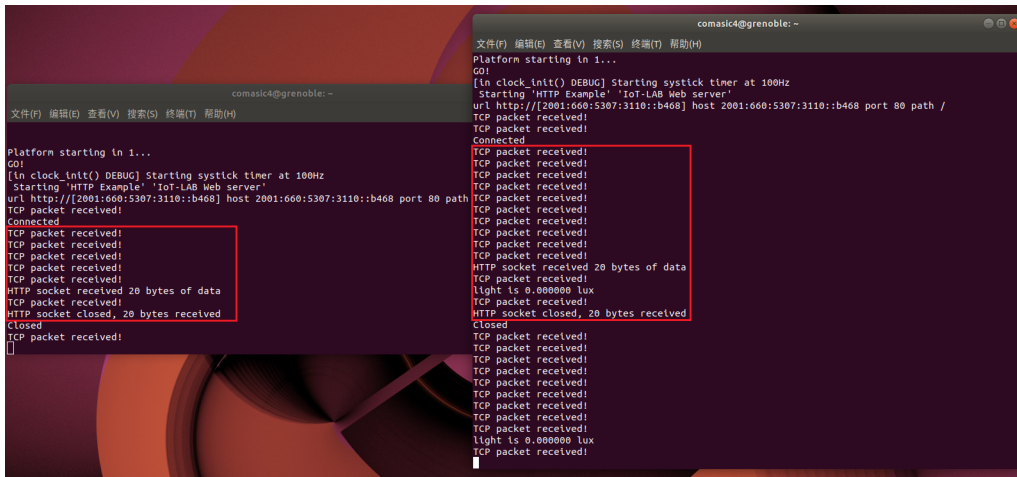 comasic4@grenoble: ~
文件(F) 编辑(E) 查看(V) 搜索(S) 终端(T) 帮助(H)
Platform starting in 1...
GO!
[in clock_init() DEBUG] Starting systick timer at 100Hz
Starting 'HTTP Example' 'IoT-LAB Web server'
url http://[2001:660:5307:3110::b468] host 2001:660:5307:3110::b468 port 80 path
TCP packet received!
Connected
TCP packet received!
TCP packet received!
TCP packet received!
TCP packet received!
TCP packet received!
HTTP socket received 20 bytes of data
TCP packet received!
HTTP socket closed, 20 bytes received
Closed
TCP packet received!
comasic4@grenoble: ~
文件(F) 编辑(E) 查看(V) 搜索(S) 终端(T) 帮助(H)
Platform starting in 1...
GO!
[in clock_init() DEBUG] Starting systick timer at 100Hz
Starting 'HTTP Example' 'IoT-LAB Web server'
url http://[2001:660:5307:3110::b468] host 2001:660:5307:3110::b468 port 80 path /
TCP packet received!
TCP packet received!
Connected
TCP packet received!
TCP packet received!
TCP packet received!
TCP packet received!
TCP packet received!
TCP packet received!
TCP packet received!
TCP packet received!
TCP packet received!
TCP packet received!
HTTP socket received 20 bytes of data
TCP packet received!
light is 0.000000 lux
TCP packet received!
HTTP socket closed, 20 bytes received
Closed
TCP packet received!
TCP packet received!
TCP packet received!
TCP packet received!
TCP packet received!
TCP packet received!
TCP packet received!
TCP packet received!
TCP packet received!
light is 0.000000 lux
TCP packet received!